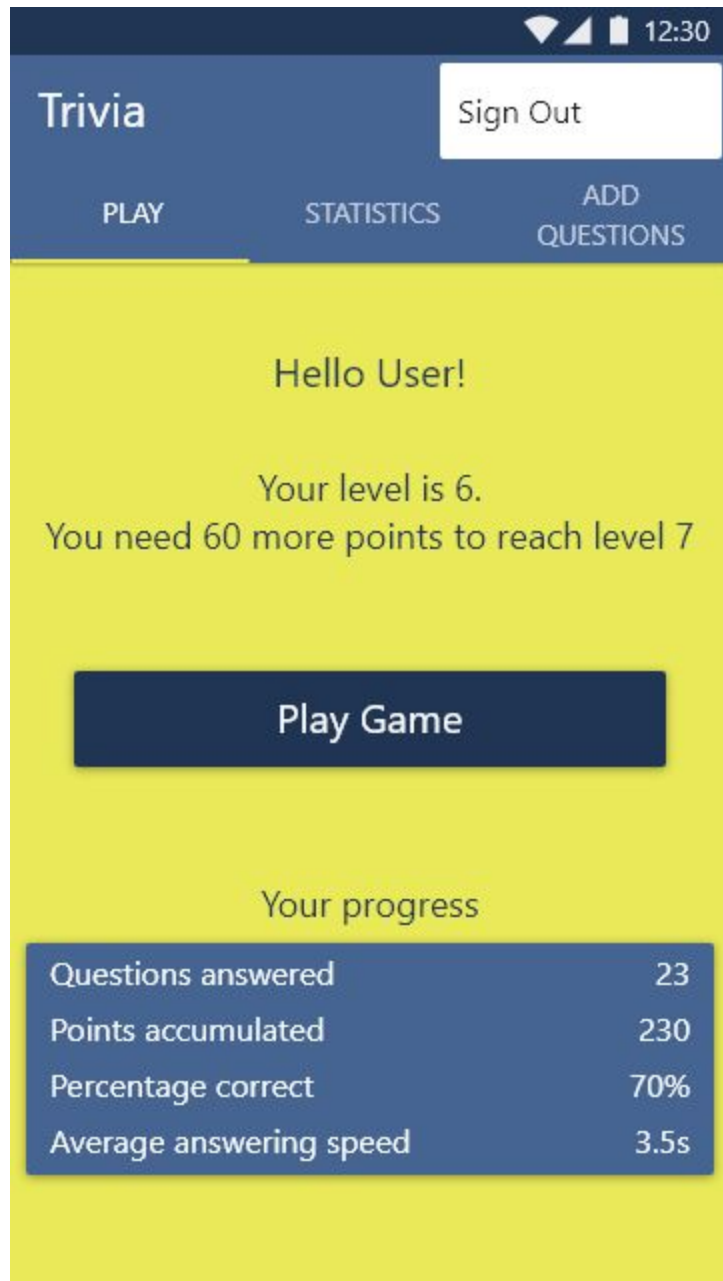 12:30
Trivia
Sign Out
PLAY
STATISTICS
ADD
QUESTIONS
Hello User!
Your level is 6.
You need 60 more points to reach level 7
Play Game
Your progress
Questions answered 23
Points accumulated 230
Percentage correct 70%
Average answering speed 3.5s